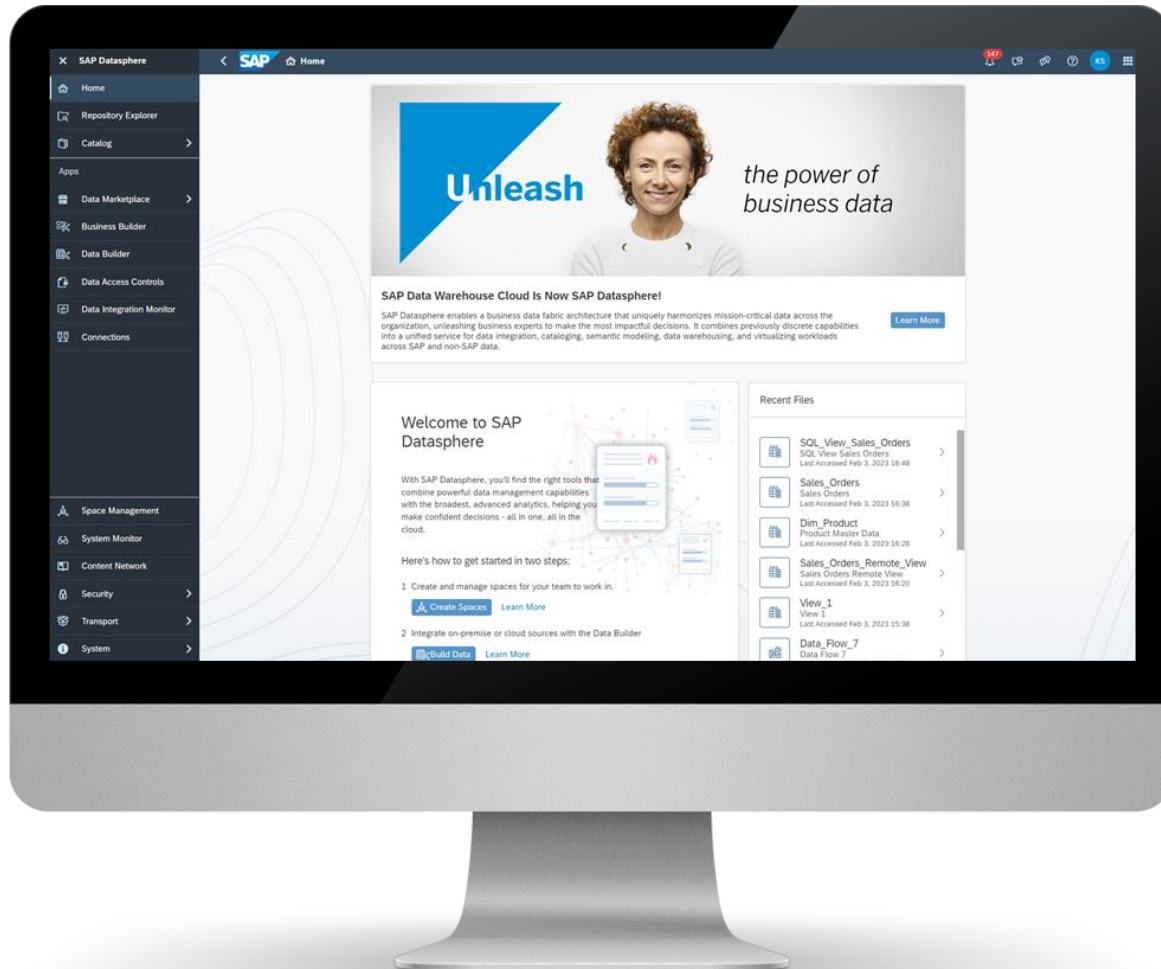 SAP Datasphere
Home
Repository Explorer
Catalog
Apps
Data Marketplace
Business Builder
Data Builder
Data Access Controls
Data Integration Monitor
Connections
Space Management
System Monitor
Content Network
Security
Transport
System
SAP Home
147
KS
Unleash
the power of
business data
SAP Data Warehouse Cloud Is Now SAP Datasphere!
SAP Datasphere enables a business data fabric architecture that uniquely harmonizes mission-critical data across the
organization, unleashing business experts to make the most impactful decisions. It combines previously discrete capabilities
into a unified service for data integration, cataloging, semantic modeling, data warehousing, and virtualizing workloads
across SAP and non-SAP data.
Learn More
Welcome to SAP
Datasphere
With SAP Datasphere, you'll find the right tools that
combine powerful data management capabilities
with the broadest, advanced analytics, helping you
make confident decisions - all in one, all in the
cloud.
Here's how to get started in two steps:
1 Create and manage spaces for your team to work in.
Create Spaces Learn More
2 Integrate on-premise or cloud sources with the Data Builder
Build Data Learn More
Recent Files
SQL_View_Sales_Orders
SQL View Sales Orders
Last Accessed Feb 3, 2023 16:48
Sales_Orders
Sales Orders
Last Accessed Feb 3, 2023 16:38
Dim_Product
Product Master Data
Last Accessed Feb 3, 2023 16:28
Sales_Orders_Remote_View
Sales Orders Remote View
Last Accessed Feb 3, 2023 16:20
View_1
View 1
Last Accessed Feb 3, 2023 15:38
Data_Flow_7
Data Flow 7